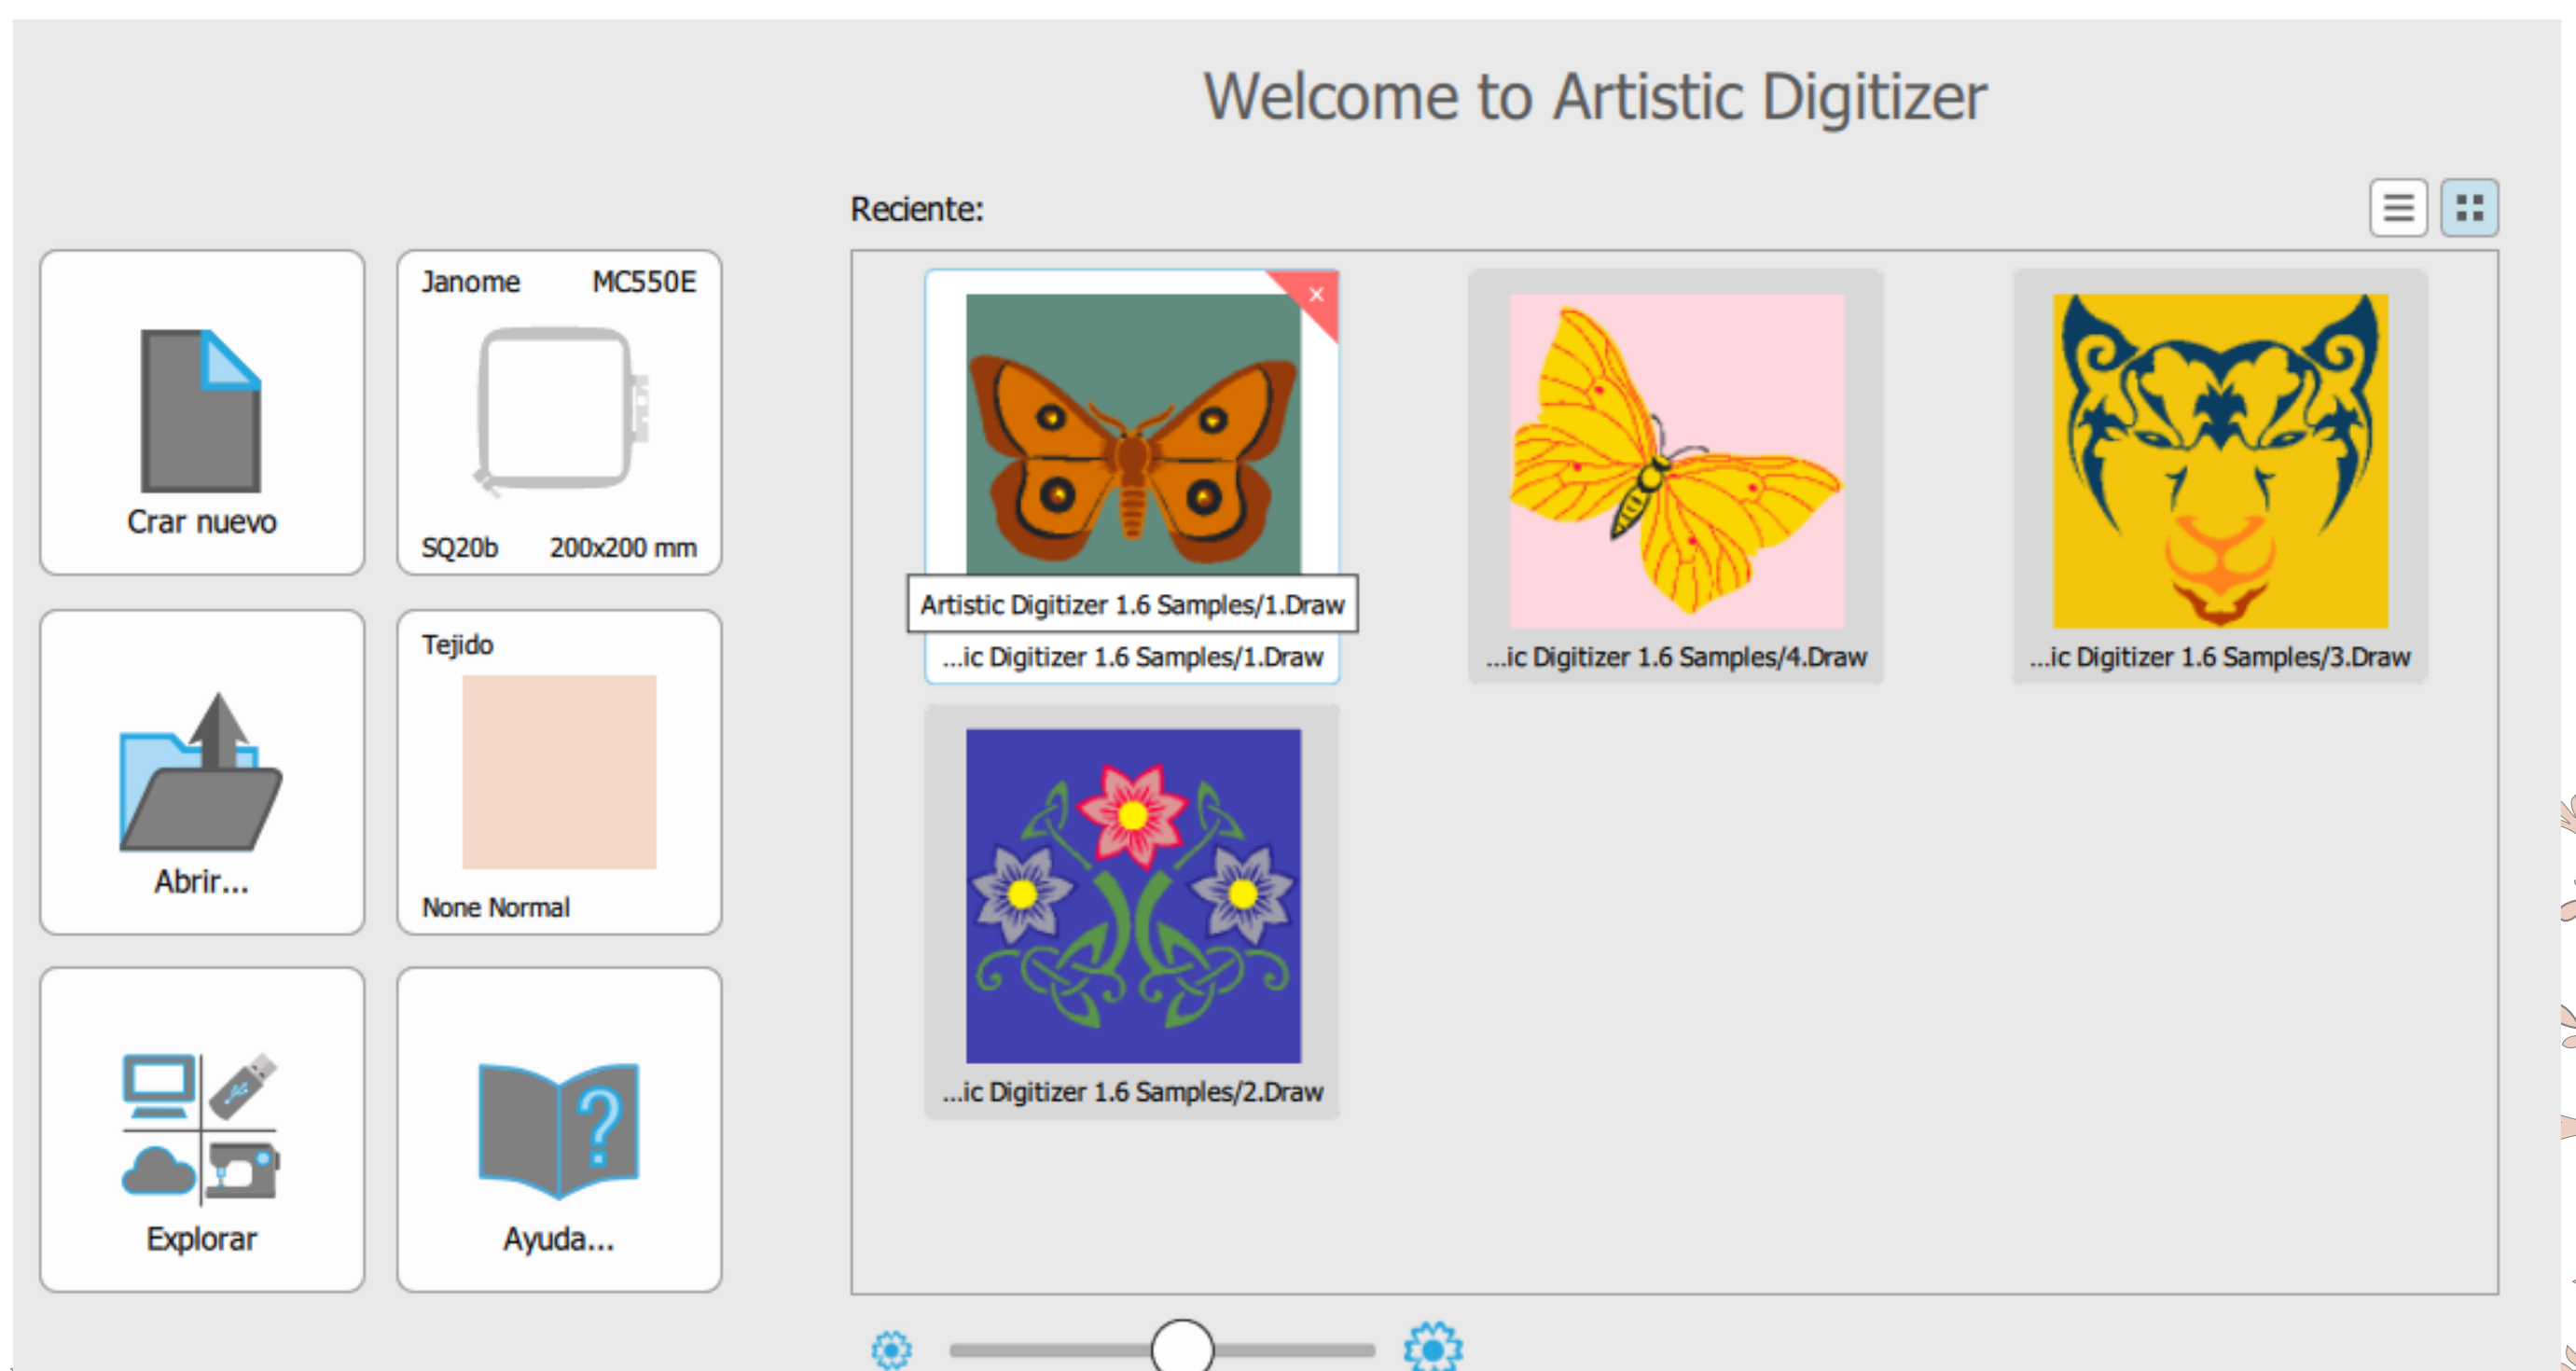 Welcome to Artistic Digitizer
Reciente:
Crar nuevo
Janome MC550E
SQ20b 200x200 mm
Abrir...
Tejido
None Normal
Explorar
Ayuda...
Artistic Digitizer 1.6 Samples/1.Draw
...ic Digitizer 1.6 Samples/1.Draw
...ic Digitizer 1.6 Samples/4.Draw
...ic Digitizer 1.6 Samples/3.Draw
...ic Digitizer 1.6 Samples/2.Draw